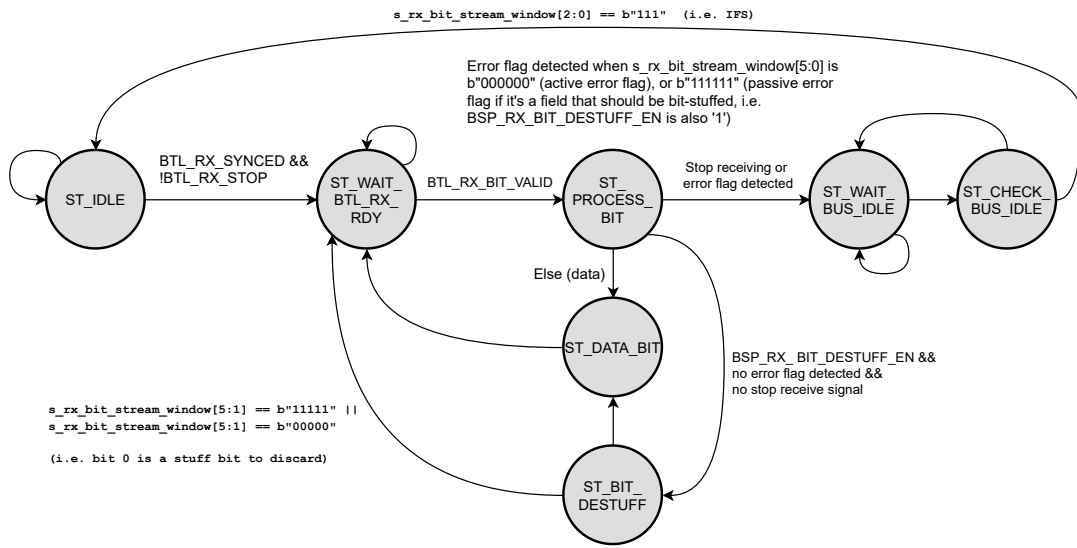 s_rx_bit_stream_window[2:0] == b"111" (i.e. IFS)
Error flag detected when s_rx_bit_stream_window[5:0] is
b"000000" (active error flag), or b"111111" (passive error
flag if it's a field that should be bit-stuffed, i.e.
BSP_RX_BIT_DESTUFF_EN is also '1')
ST_IDLE
BTL_RX_SYNCED &&
!BTL_RX_STOP
ST_WAIT_
BTL_RX_
RDY
BTL_RX_BIT_VALID
ST_
PROCESS_
BIT
Stop receiving or
error flag detected
ST_WAIT_
BUS_IDLE
ST_CHECK_
BUS_IDLE
Else (data)
ST_DATA_BIT
BSP_RX_ BIT_DESTUFF_EN &&
no error flag detected &&
no stop receive signal
s_rx_bit_stream_window[5:1] == b"11111" ||
s_rx_bit_stream_window[5:1] == b"00000"
(i.e. bit 0 is a stuff bit to discard)
ST_BIT_
DESTUFF